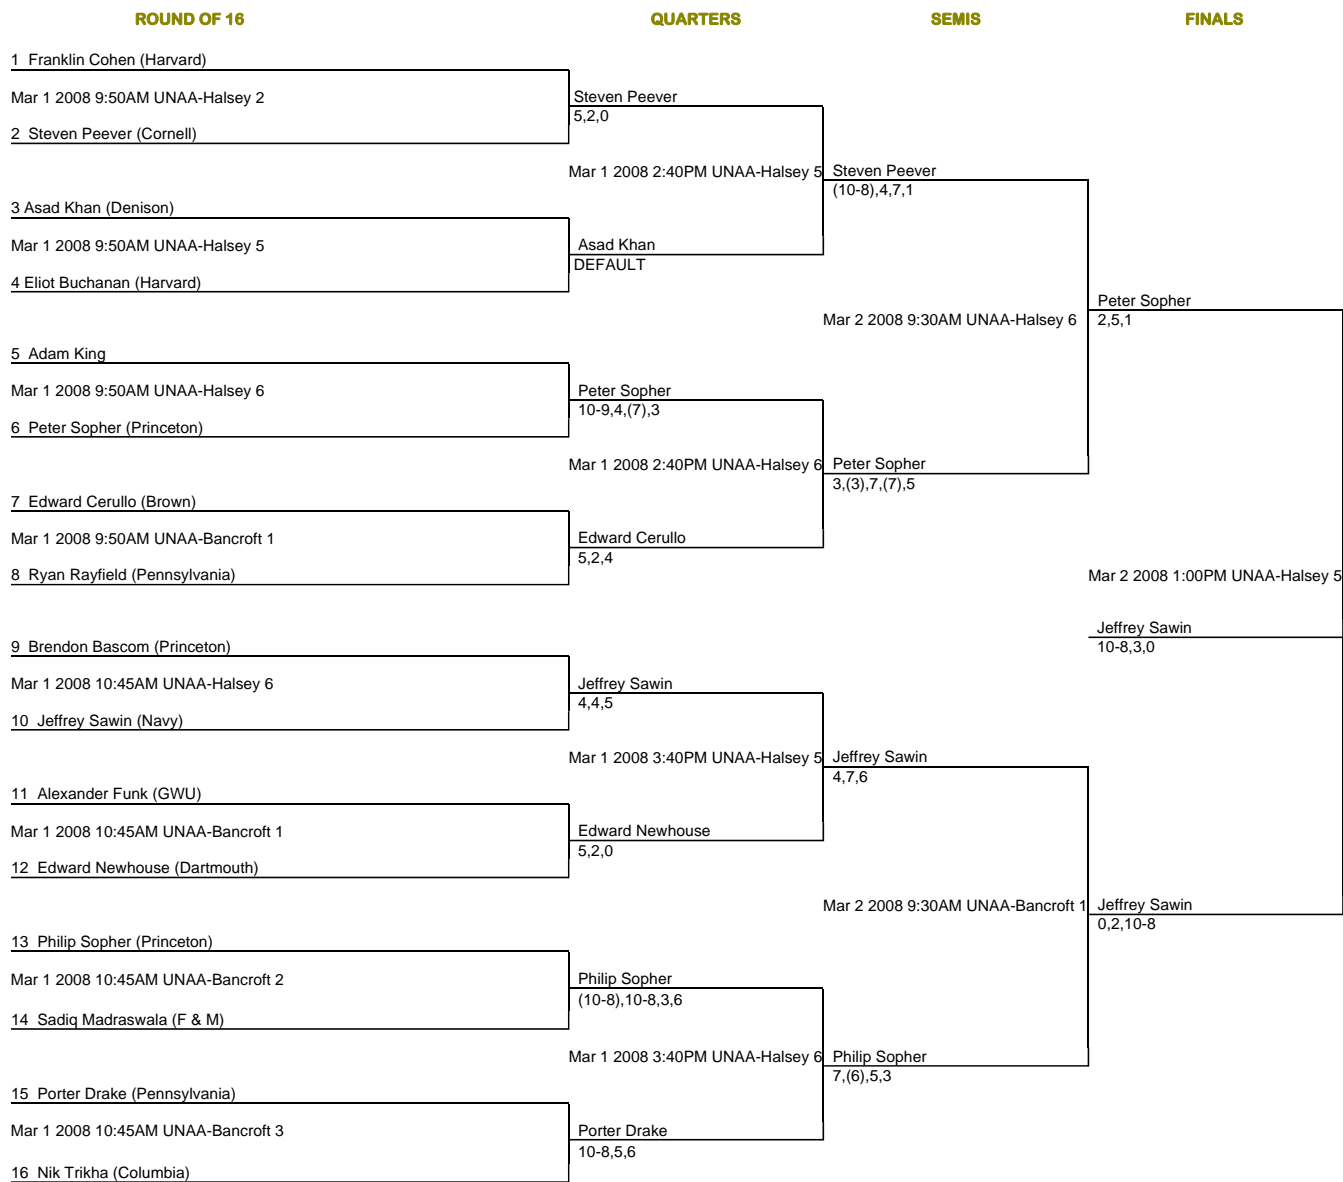 ROUND OF 16 QUARTERS SEMIS FINALS
1 Franklin Cohen (Harvard)
Mar 1 2008 9:50AM UNAA-Halsey 2
Steven Peever
5,2,0
2 Steven Peever (Cornell)
Mar 1 2008 2:40PM UNAA-Halsey 5
Steven Peever
(10-8),4,7,1
3 Asad Khan (Denison)
Mar 1 2008 9:50AM UNAA-Halsey 5
Asad Khan
DEFAULT
4 Eliot Buchanan (Harvard)
Peter Sopher
2,5,1
Mar 2 2008 9:30AM UNAA-Halsey 6
5 Adam King
Mar 1 2008 9:50AM UNAA-Halsey 6
Peter Sopher
10-9,4,(7),3
6 Peter Sopher (Princeton)
Mar 1 2008 2:40PM UNAA-Halsey 6
Peter Sopher
3,(3),7,(7),5
7 Edward Cerullo (Brown)
Mar 1 2008 9:50AM UNAA-Bancroft 1
Edward Cerullo
5,2,4
8 Ryan Rayfield (Pennsylvania)
Mar 2 2008 1:00PM UNAA-Halsey 5
Jeffrey Sawin
10-8,3,0
9 Brendon Bascom (Princeton)
Mar 1 2008 10:45AM UNAA-Halsey 6
Jeffrey Sawin
4,4,5
10 Jeffrey Sawin (Navy)
Mar 1 2008 3:40PM UNAA-Halsey 5
Jeffrey Sawin
4,7,6
11 Alexander Funk (GWU)
Mar 1 2008 10:45AM UNAA-Bancroft 1
Edward Newhouse
5,2,0
12 Edward Newhouse (Dartmouth)
Mar 2 2008 9:30AM UNAA-Bancroft 1
Jeffrey Sawin
0,2,10-8
13 Philip Sopher (Princeton)
Mar 1 2008 10:45AM UNAA-Bancroft 2
Philip Sopher
(10-8),10-8,3,6
14 Sadiq Madraswala (F & M)
Mar 1 2008 3:40PM UNAA-Halsey 6
Philip Sopher
7,(6),5,3
15 Porter Drake (Pennsylvania)
Mar 1 2008 10:45AM UNAA-Bancroft 3
Porter Drake
10-8,5,6
16 Nik Trikha (Columbia)